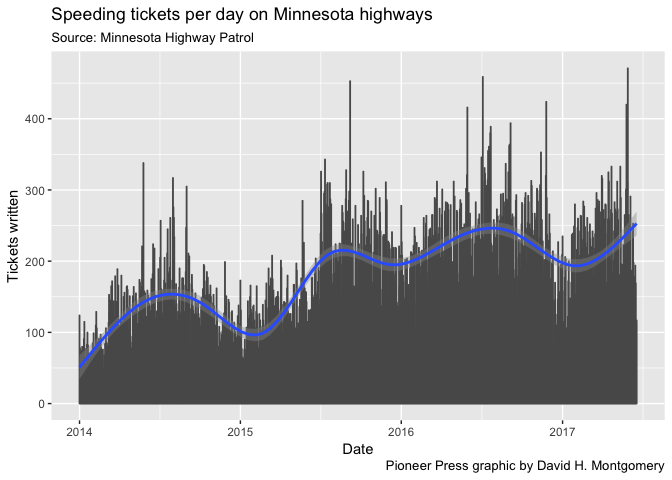 Speeding tickets per day on Minnesota highways
Source: Minnesota Highway Patrol
400
300
200
100
0
Tickets written
2014 2015 2016 2017
Date
Pioneer Press graphic by David H. Montgomery